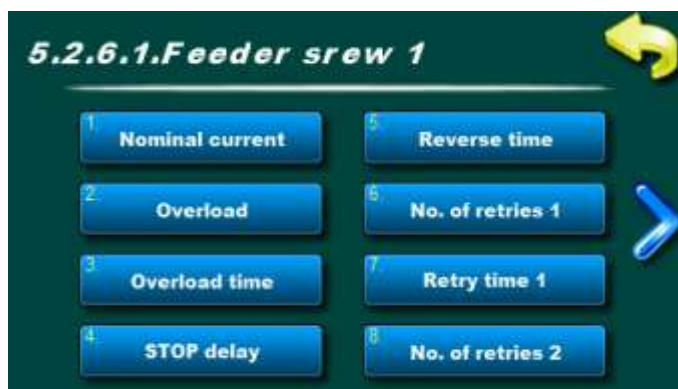 5.2.6.1.Feeder srew 1
1. Nominal current
2. Overload
3. Overload time
4. STOP delay
5. Reverse time
6. No. of retries 1
7. Retry time 1
8 No. of retries 2